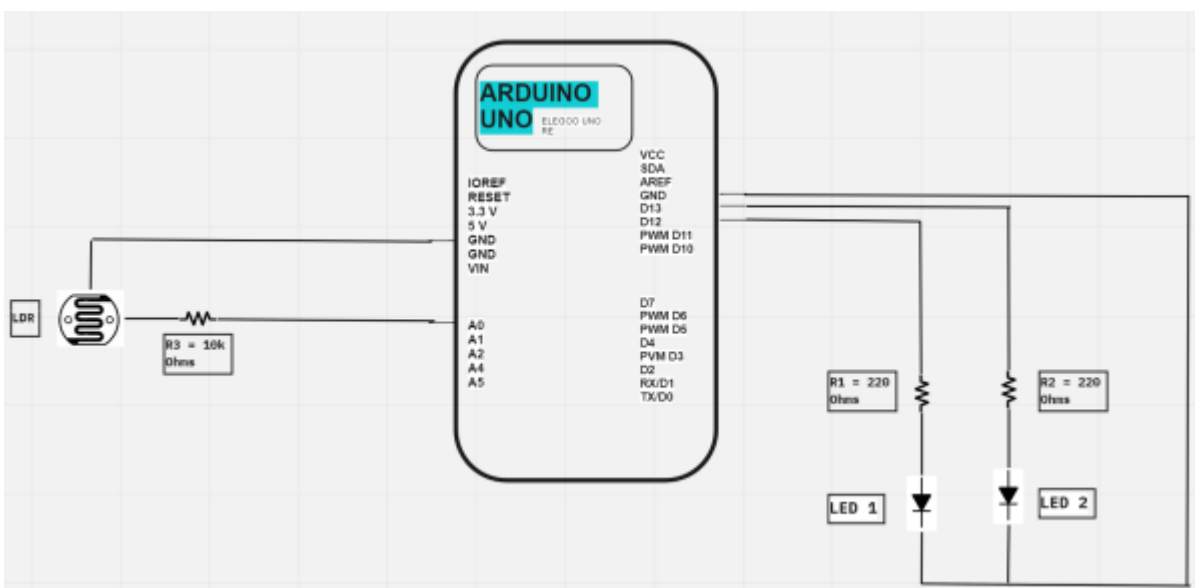 ARDUINO
UNO
ELEGOO UNO
RE
VCC
SDA
AREF
GND
D13
D12
PWM D11
PWM D10
IOREF
RESET
3.3 V
5 V
GND
GND
VIN
LDR
R3 = 10k
Ohms
A0
A1
A2
A4
A5
D7
PWM D6
PWM D5
D4
PVM D3
D2
RX/D1
TX/D0
R1 = 220
Ohms
R2 = 220
Ohms
LED 1
LED 2